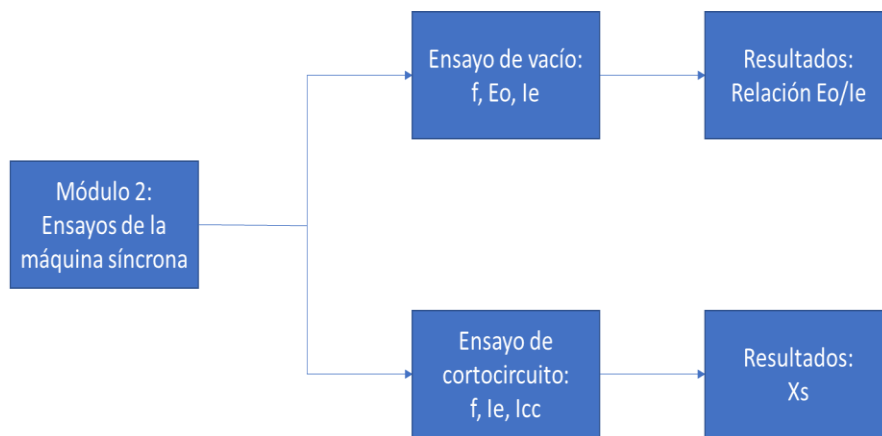 Ensayo de vacío:
f, Eo, Ie
Resultados:
Relación Eo/Ie
Módulo 2:
Ensayos de la
máquina síncrona
Ensayo de
cortocircuito:
f, Ie, Icc
Resultados:
Xs